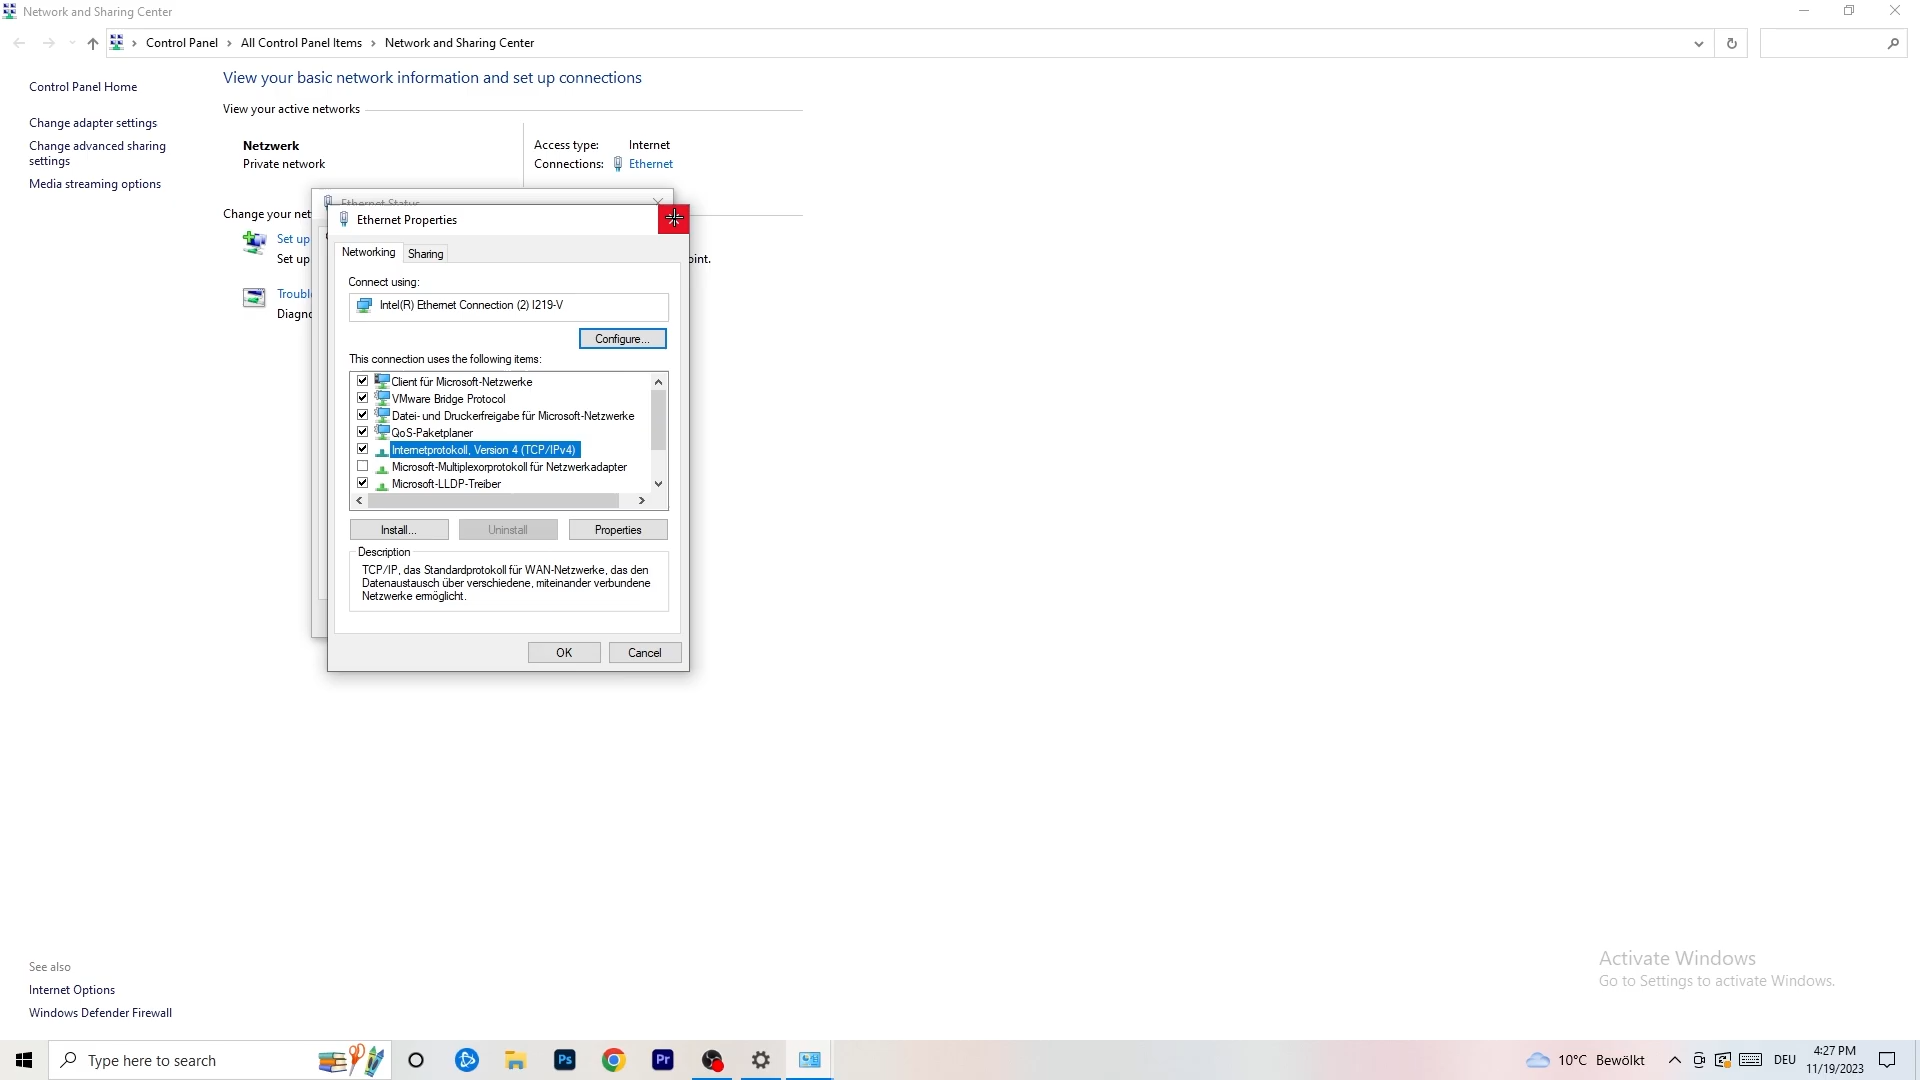 Network and Sharing Center
Control Panel › All Control Panel Items › Network and Sharing Center
Control Panel Home
Change adapter settings
Change advanced sharing
settings
Media streaming options
View your basic network information and set up connections
View your active networks
Netzwerk
Private network
Access type: Internet
Connections: Ethernet
Change your net
Set up
Set up
oint.
Troubl
Diagno
Ethernet Status
Ethernet Properties
Networking
Sharing
Connect using:
Intel(R) Ethernet Connection (2) I219-V
Configure...
This connection uses the following items:
Client für Microsoft-Netzwerke
VMware Bridge Protocol
Datei- und Druckerfreigabe für Microsoft-Netzwerke
QoS-Paketplaner
Internetprotokoll, Version 4 (TCP/IPv4)
Microsoft-Multiplexorprotokoll für Netzwerkadapter
Microsoft-LLDP-Treiber
Install...
Uninstall
Properties
Description
TCP/IP, das Standardprotokoll für WAN-Netzwerke, das den
Datenaustausch über verschiedene, miteinander verbundene
Netzwerke ermöglicht.
OK
Cancel
See also
Internet Options
Windows Defender Firewall
Activate Windows
Go to Settings to activate Windows.
Type here to search
Ps
Pr
10°C Bewölkt
DEU
4:27 PM
11/19/2023